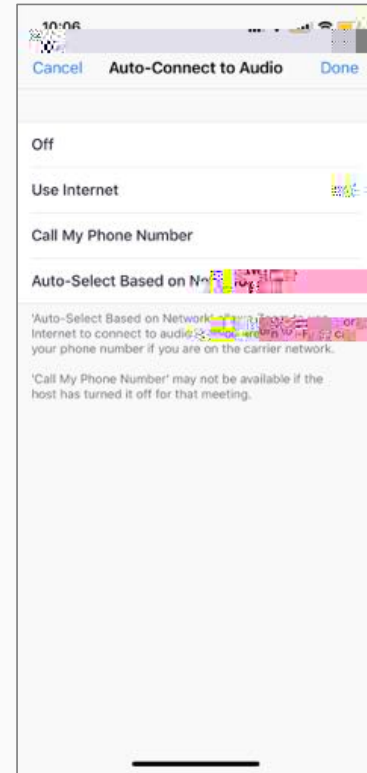 10:06
Cancel Auto-Connect to Audio Done
Off
Use Internet
Call My Phone Number
Auto-Select Based on
'Auto-Select Based on Network'
Internet to connect to audio
your phone number if you are on the carrier network.
'Call My Phone Number' may not be available if the
host has turned it off for that meeting.